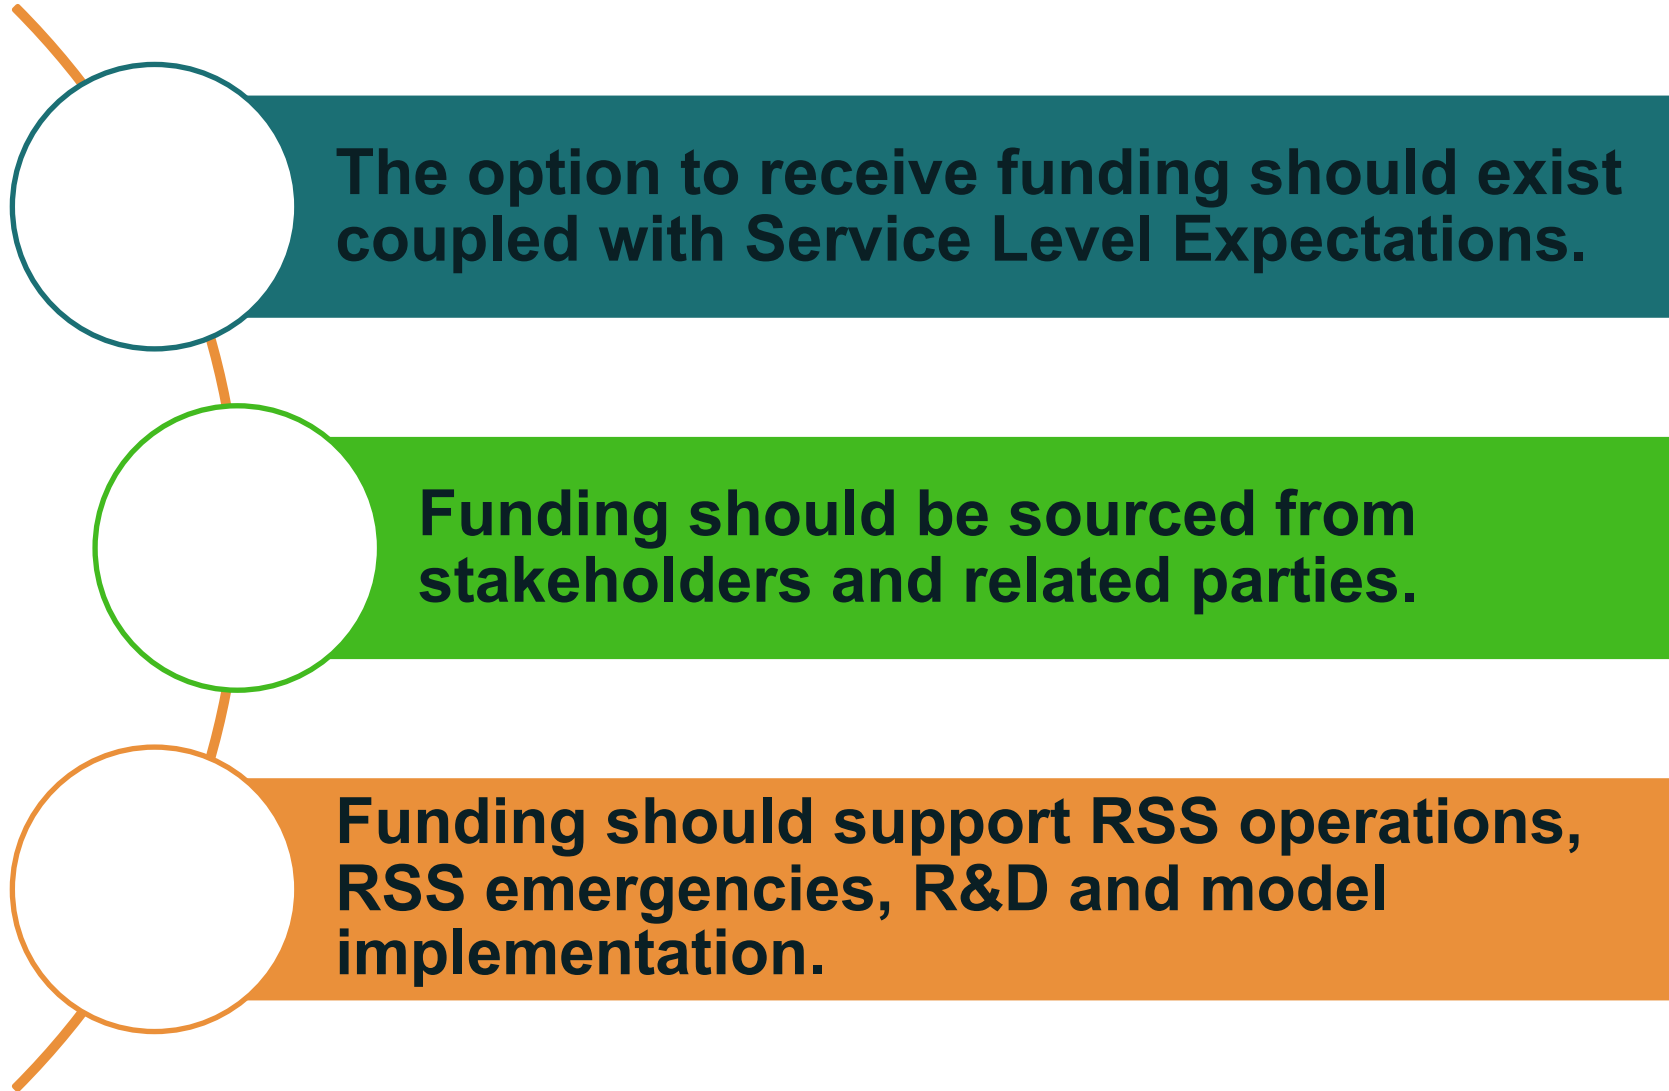 The option to receive funding should exist
coupled with Service Level Expectations.
Funding should be sourced from
stakeholders and related parties.
Funding should support RSS operations,
RSS emergencies, R&D and model
implementation.